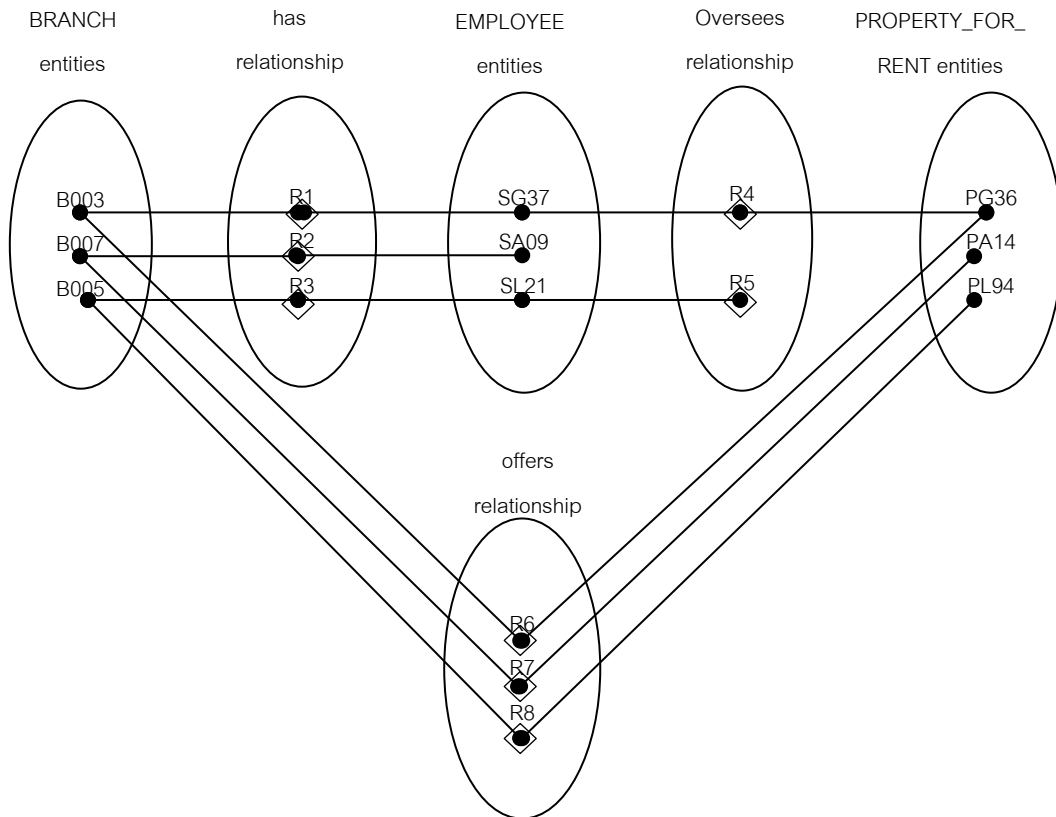 BRANCH
entities
has
relationship
EMPLOYEE
entities
Oversees
relationship
PROPERTY_FOR_
RENT entities
B003
R1
SG37
R4
PG36
B007
R2
SA09
PA14
B005
R3
SL21
R5
PL94
offers
relationship
R6
R7
R8